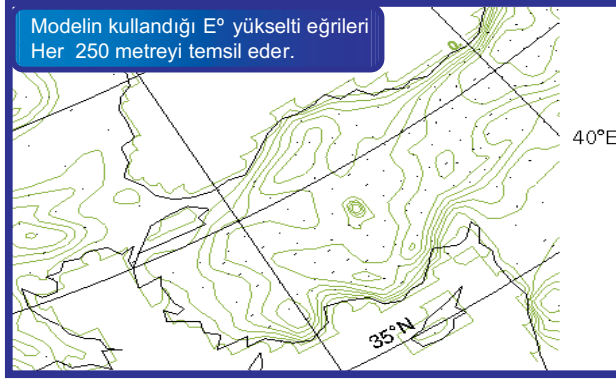 Modelin kullandığı Eº yükselti eğrileri
Her 250 metreyi temsil eder.
40°E
35°N